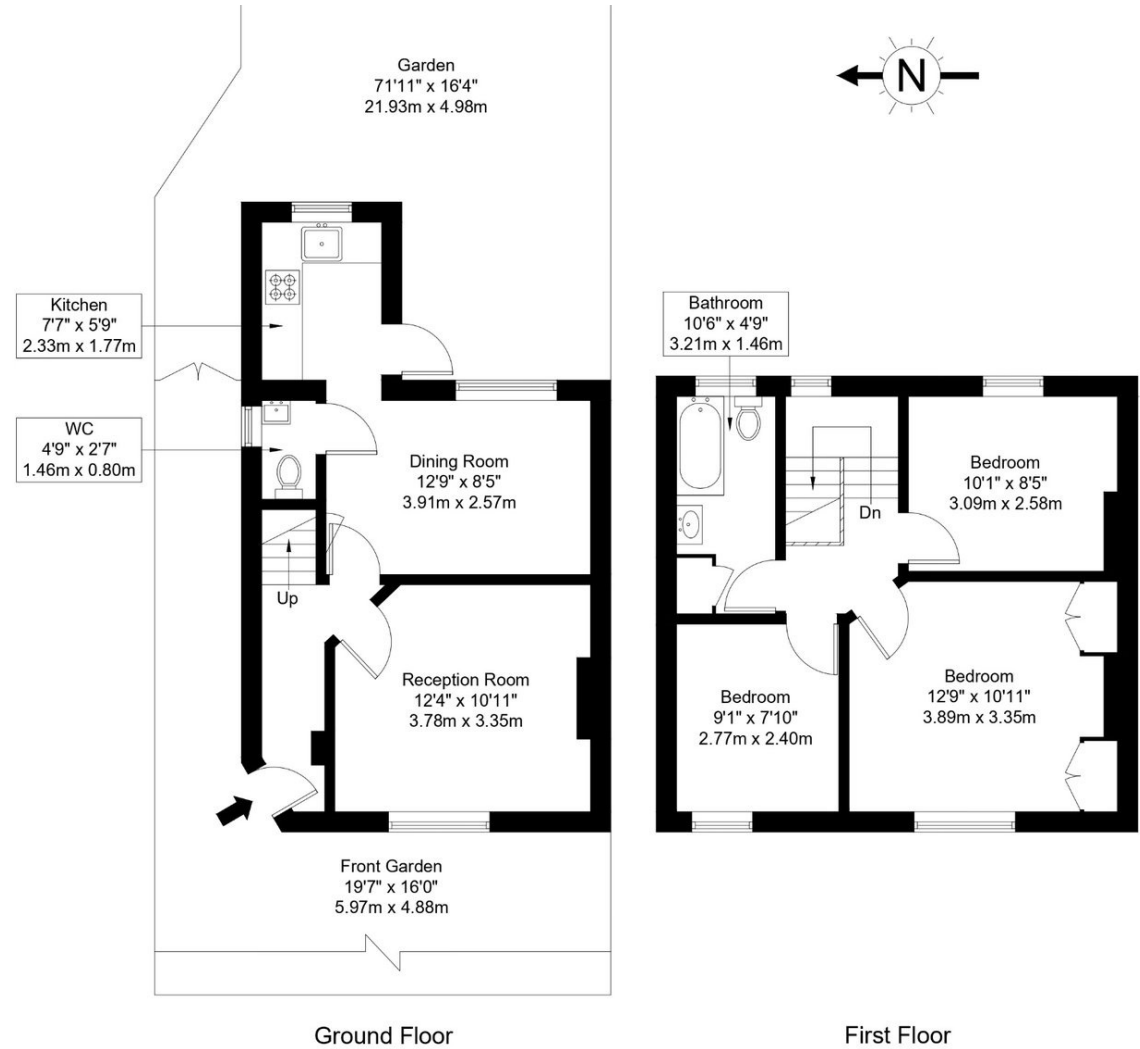 Garden
71'11" x 16'4"
21.93m x 4.98m
N
Kitchen
7'7" x 5'9"
2.33m x 1.77m
WC
4'9" x 2'7"
1.46m x 0.80m
Dining Room
12'9" x 8'5"
3.91m x 2.57m
Up
Reception Room
12'4" x 10'11"
3.78m x 3.35m
Front Garden
19'7" x 16'0"
5.97m x 4.88m
Ground Floor
Bathroom
10'6" x 4'9"
3.21m x 1.46m
Bedroom
10'1" x 8'5"
3.09m x 2.58m
Dn
Bedroom
9'1" x 7'10"
2.77m x 2.40m
Bedroom
12'9" x 10'11"
3.89m x 3.35m
First Floor